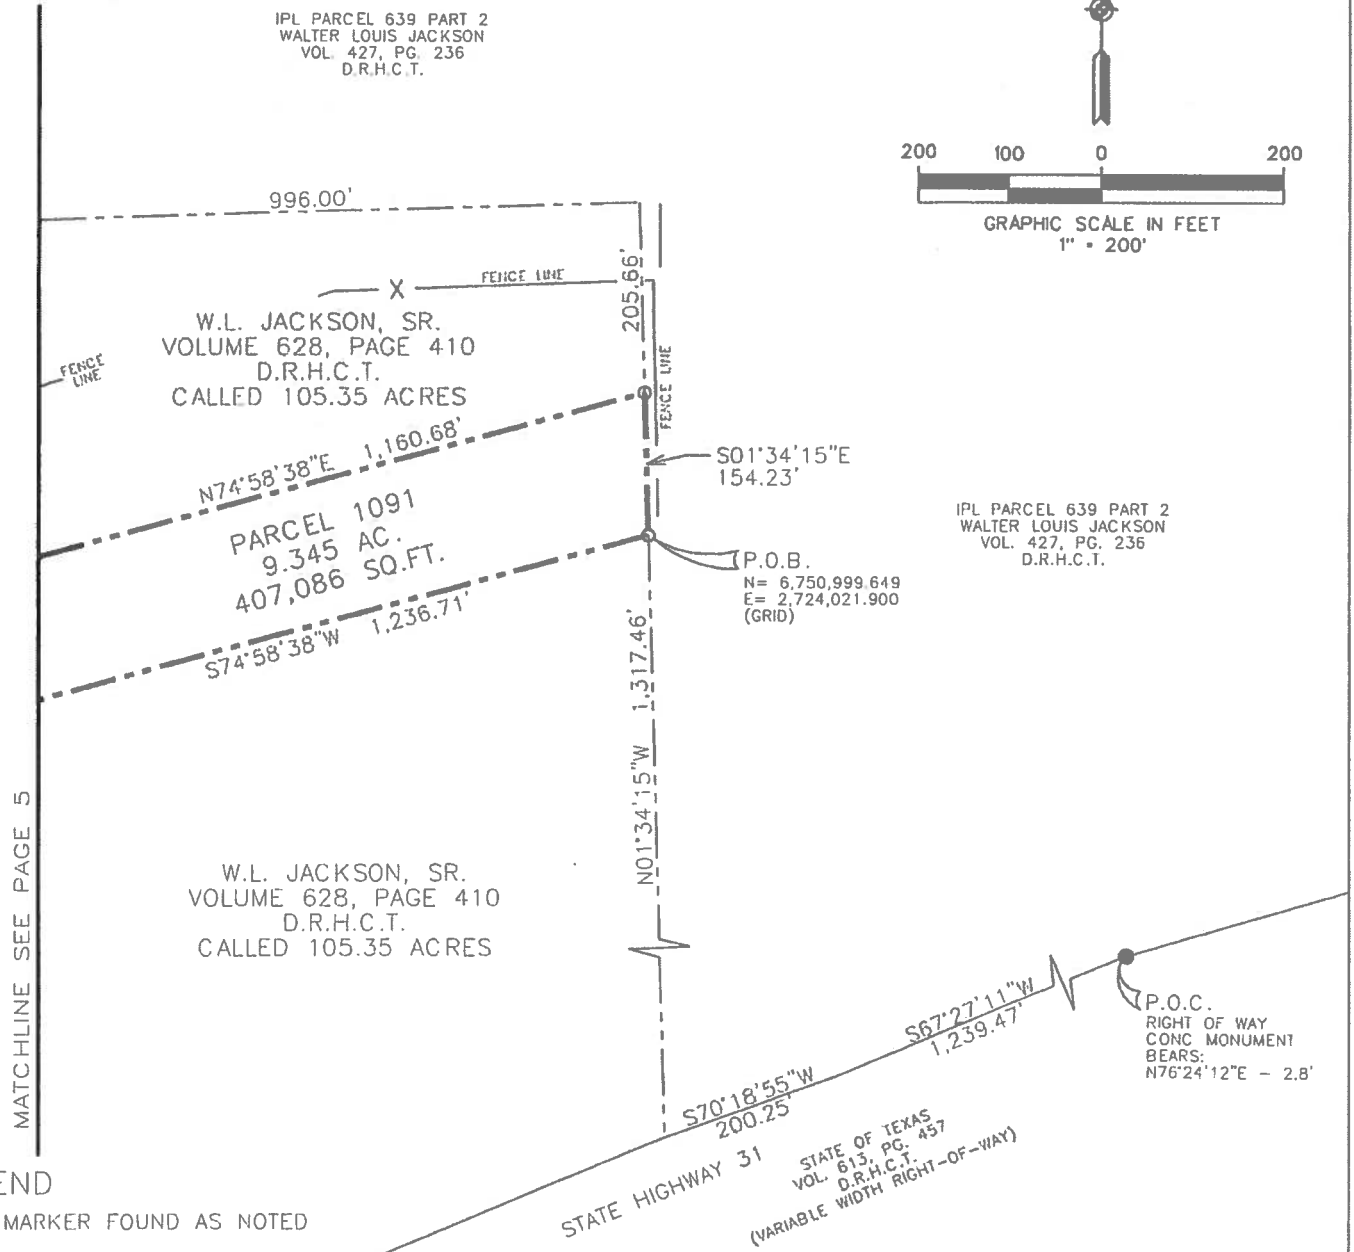 IPL PARCEL 639 PART 2
WALTER LOUIS JACKSON
VOL. 427, PG. 236
D.R.H.C.T.
200 100 0 200
GRAPHIC SCALE IN FEET
1" = 200'
996.00'
205.66'
FENCE LINE
X
W.L. JACKSON, SR.
VOLUME 628, PAGE 410
D.R.H.C.T.
CALLED 105.35 ACRES
FENCE
LINE
FENCE LINE
N74°58'38"E 1,160.68'
S01°34'15"E
154.23'
PARCEL 1091
9.345 AC.
407,086 SQ.FT.
S74°58'38"W 1,236.71'
P.O.B.
N= 6,750,999.649
E= 2,724,021.900
(GRID)
IPL PARCEL 639 PART 2
WALTER LOUIS JACKSON
VOL. 427, PG. 236
D.R.H.C.T.
N01°34'15"W 1,317.46'
MATCHLINE SEE PAGE 5
W.L. JACKSON, SR.
VOLUME 628, PAGE 410
D.R.H.C.T.
CALLED 105.35 ACRES
S67°27'11"W
1,239.47'
P.O.C.
RIGHT OF WAY
CONC MONUMENT
BEARS:
N76°24'12"E - 2.8'
S70°18'55"W
200.25'
STATE HIGHWAY 31
STATE OF TEXAS
VOL. 613, PG. 457
D.R.H.C.T.
(VARIABLE WIDTH RIGHT-OF-WAY)
END
MARKER FOUND AS NOTED